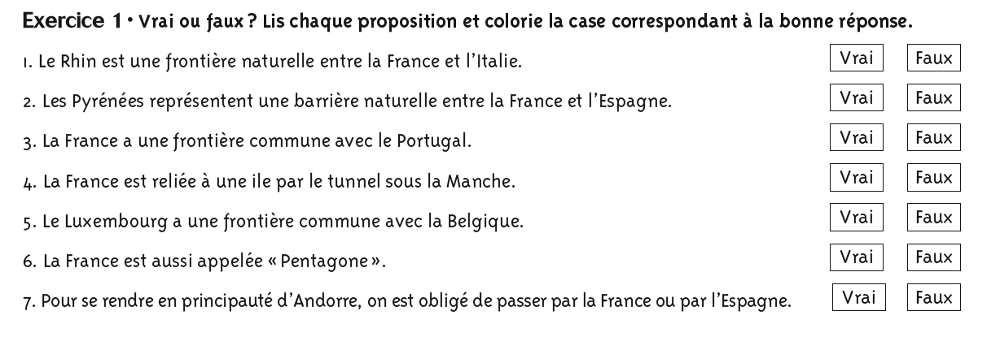 Exercice 1 • Vrai ou faux ? Lis chaque proposition et colorie la case correspondant à la bonne réponse.
1. Le Rhin est une frontière naturelle entre la France et l’Italie. Vrai Faux
2. Les Pyrénées représentent une barrière naturelle entre la France et l’Espagne. Vrai Faux
3. La France a une frontière commune avec le Portugal. Vrai Faux
4. La France est reliée à une ile par le tunnel sous la Manche. Vrai Faux
5. Le Luxembourg a une frontière commune avec la Belgique. Vrai Faux
6. La France est aussi appelée « Pentagone ». Vrai Faux
7. Pour se rendre en principauté d’Andorre, on est obligé de passer par la France ou par l’Espagne. Vrai Faux